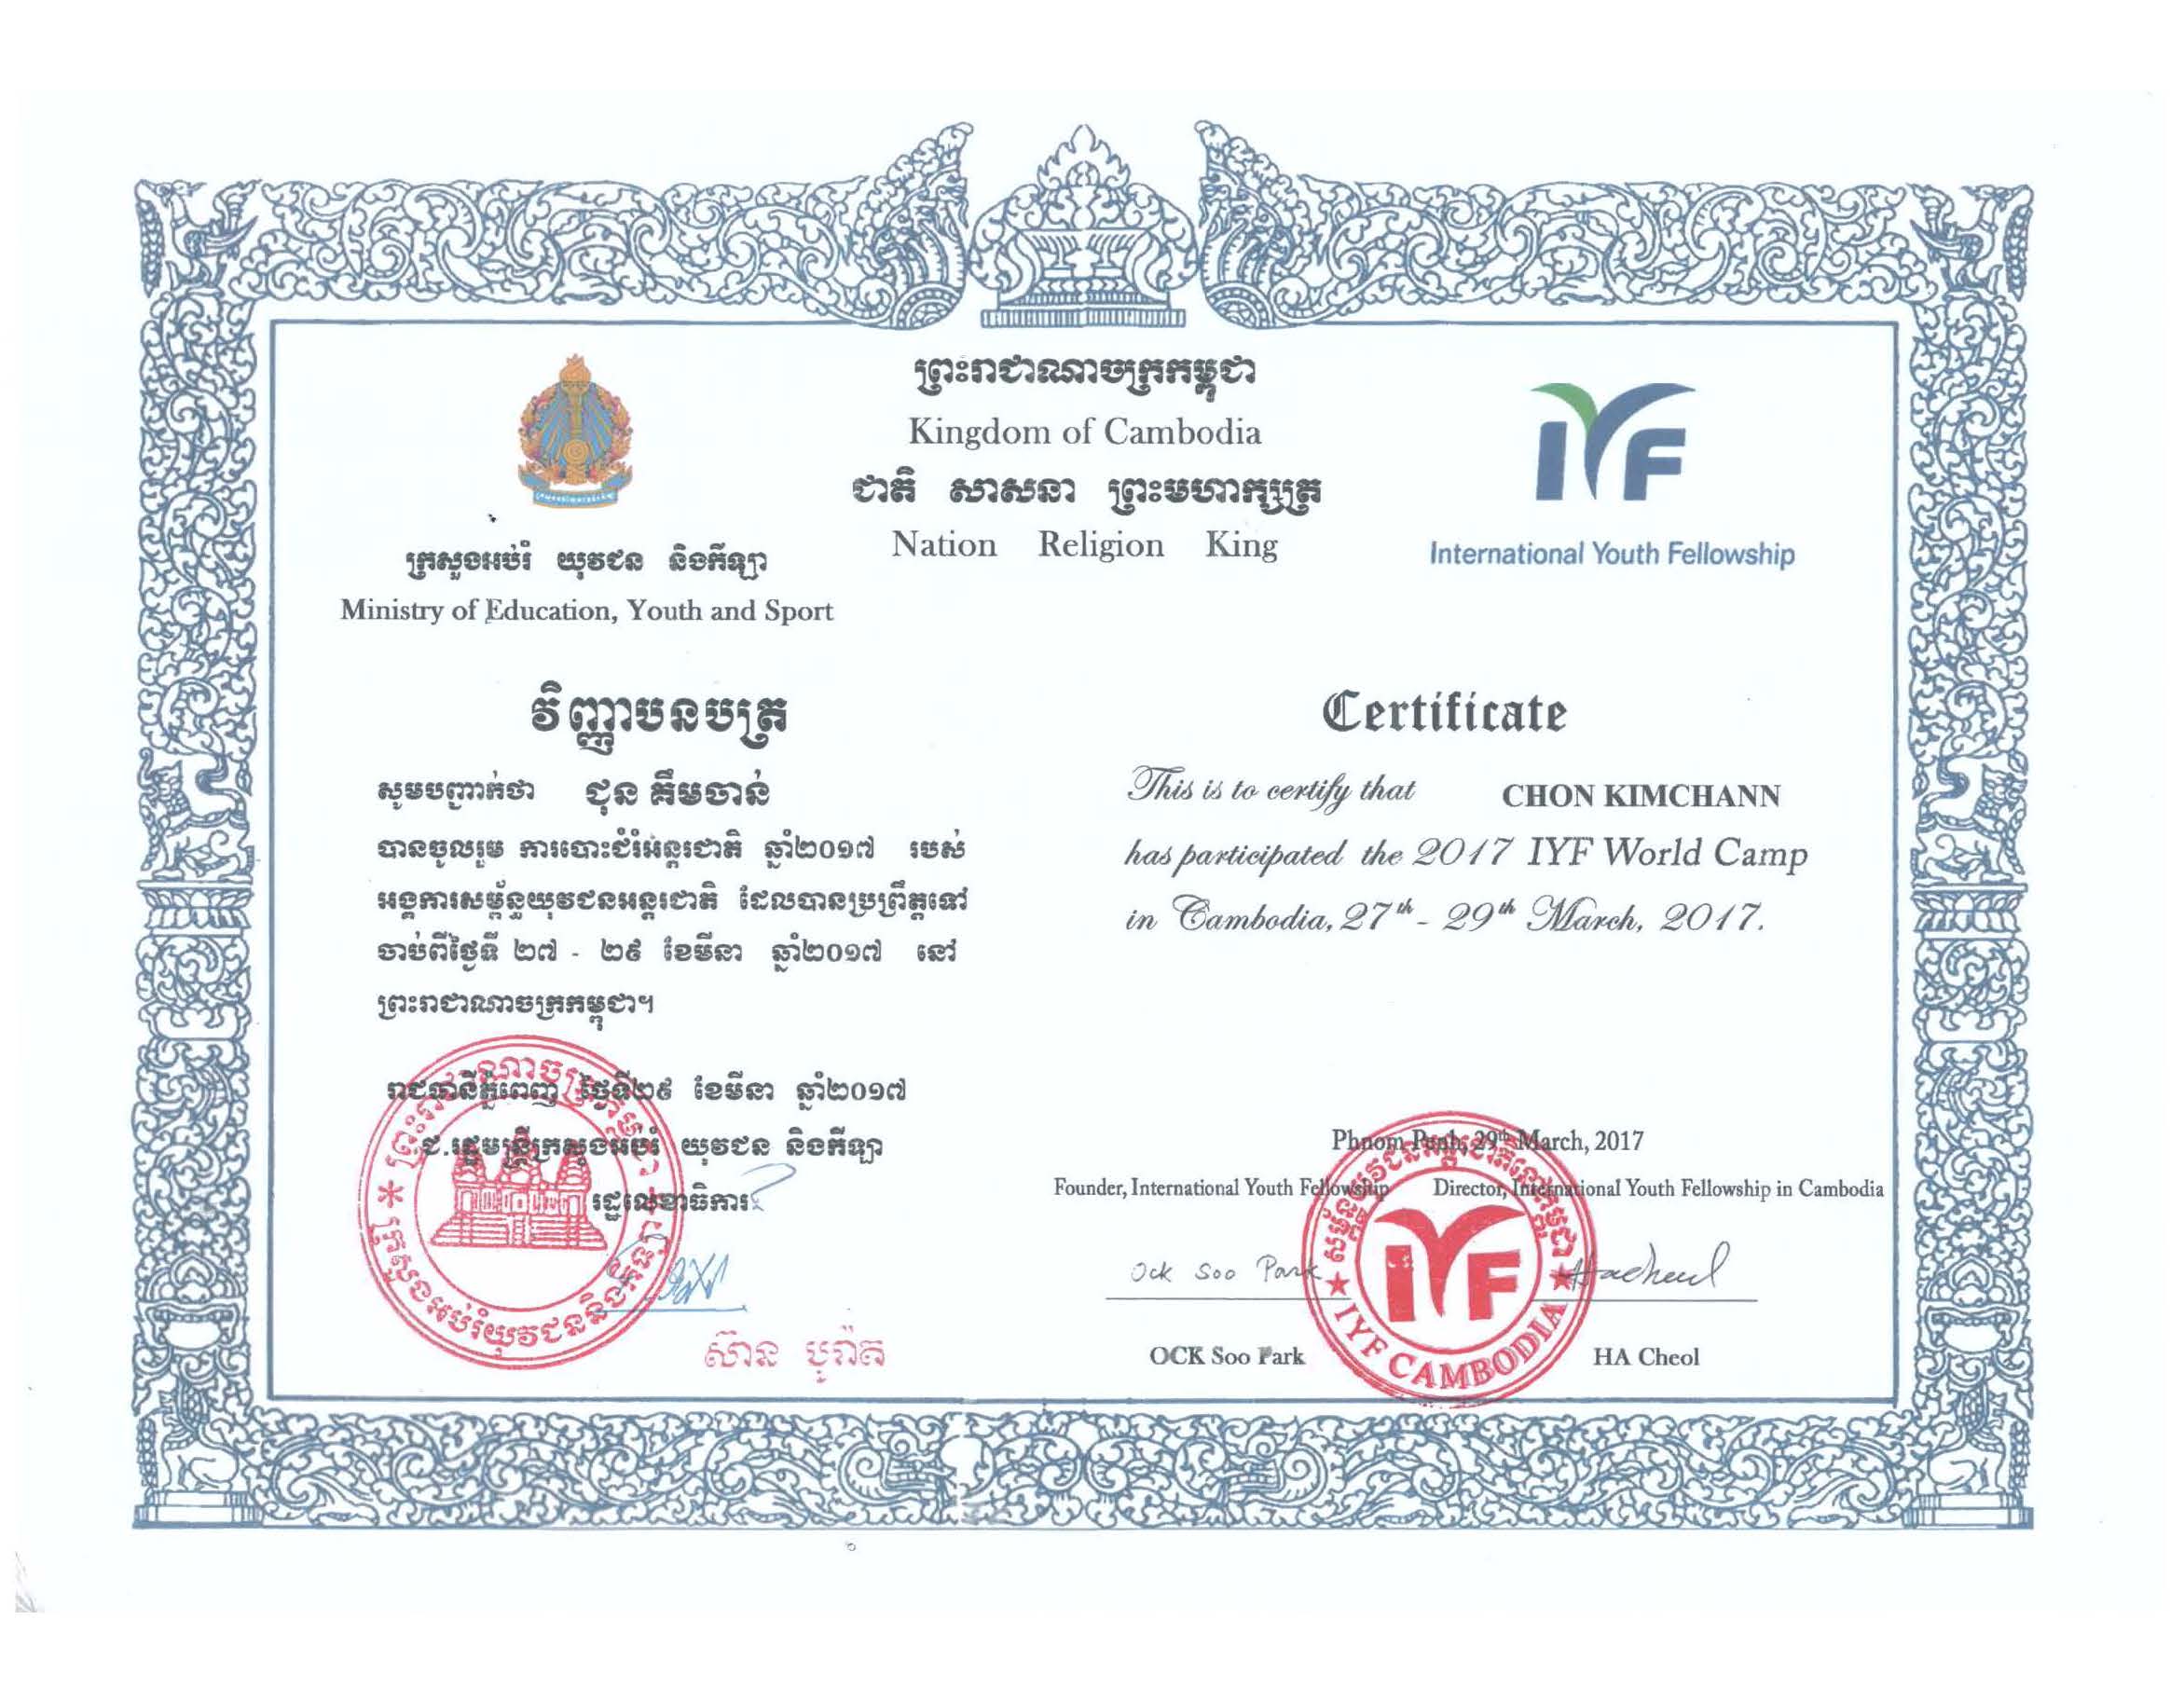 ព្រះរាជាណាចក្រកម្ពុជា
Kingdom of Cambodia
ជាតិ សាសនា ព្រះមហាក្សត្រ
Nation Religion King
ក្រសួងអប់រំ យុវជន និងកីឡា
Ministry of Education, Youth and Sport
IYF
International Youth Fellowship
វិញ្ញាបនបត្រ
សូមបញ្ជាក់ថា ជុន គឹមចាន់
បានចូលរួម ការបោះជំរំអន្តរជាតិ ឆ្នាំ២០១៧ របស់
អង្គការសម្ព័ន្ធយុវជនអន្តរជាតិ ដែលបានប្រព្រឹត្តទៅ
ចាប់ពីថ្ងៃទី ២៧ - ២៩ ខែមីនា ឆ្នាំ២០១៧ នៅ
ព្រះរាជាណាចក្រកម្ពុជា។
រាជធានីភ្នំពេញ ថ្ងៃទី២៩ ខែមីនា ឆ្នាំ២០១៧
ជ.រដ្ឋមន្ត្រីក្រសួងអប់រំ យុវជន និងកីឡា
រដ្ឋលេខាធិការ
ស៊ាន បូរ៉ាត
Certificate
This is to certify that CHON KIMCHANN
has participated the 2017 IYF World Camp
in Cambodia, 27th - 29th March, 2017.
Phnom Penh, 29th March, 2017
Founder, International Youth Fellowship
Director, International Youth Fellowship in Cambodia
Ock Soo Park
Hacheul
OCK Soo Park
HA Cheol
IYF
IYF CAMBODIA